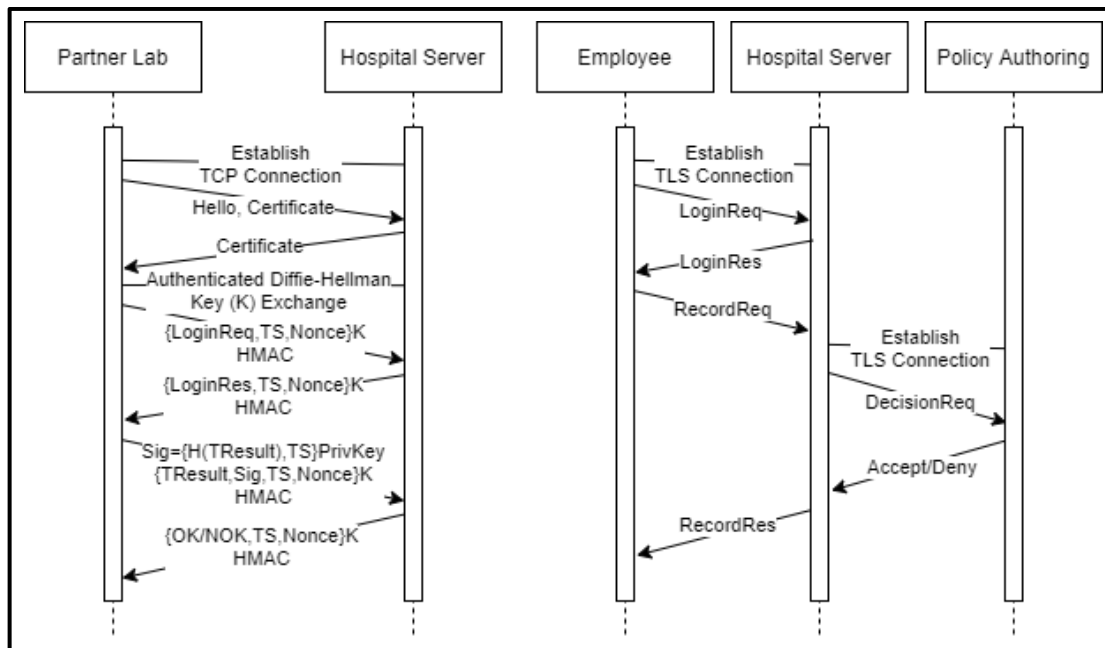 Partner Lab
Hospital Server
Establish
TCP Connection
Hello, Certificate
Certificate
Authenticated Diffie-Hellman
Key (K) Exchange
{LoginReq,TS,Nonce}K
HMAC
{LoginRes,TS,Nonce}K
HMAC
Sig={H(TResult),TS}PrivKey
{TResult,Sig,TS,Nonce}K
HMAC
{OK/NOK,TS,Nonce}K
HMAC
Employee
Hospital Server
Policy Authoring
Establish
TLS Connection
LoginReq
LoginRes
RecordReq
Establish
TLS Connection
DecisionReq
Accept/Deny
RecordRes